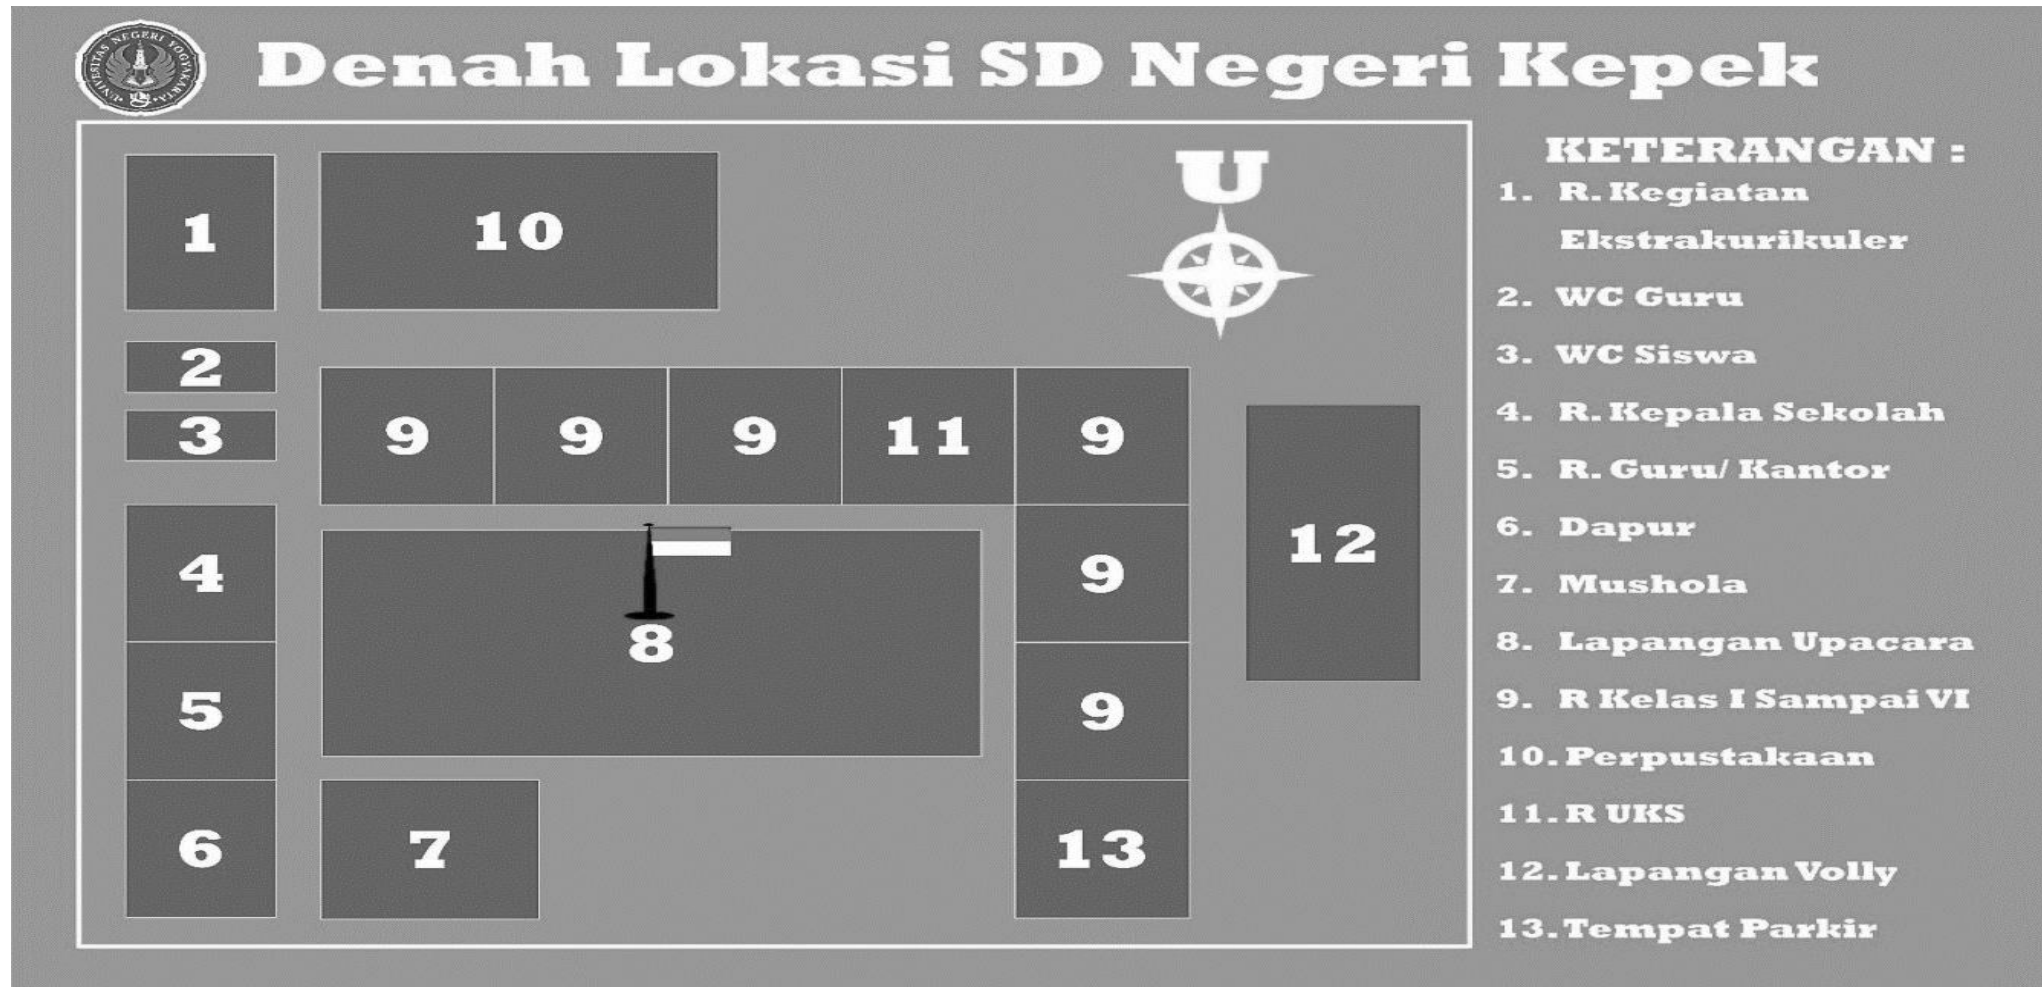 UNIVERSITAS NEGERI YOGYAKARTA
Denah Lokasi SD Negeri Kepek
U
1
10
2
3
9 9 9 11 9
4
8
9
12
5
9
6
7
13
KETERANGAN :
1. R. Kegiatan
Ekstrakurikuler
2. WC Guru
3. WC Siswa
4. R. Kepala Sekolah
5. R. Guru/ Kantor
6. Dapur
7. Mushola
8. Lapangan Upacara
9. R Kelas I Sampai VI
10. Perpustakaan
11. R UKS
12. Lapangan Volly
13. Tempat Parkir